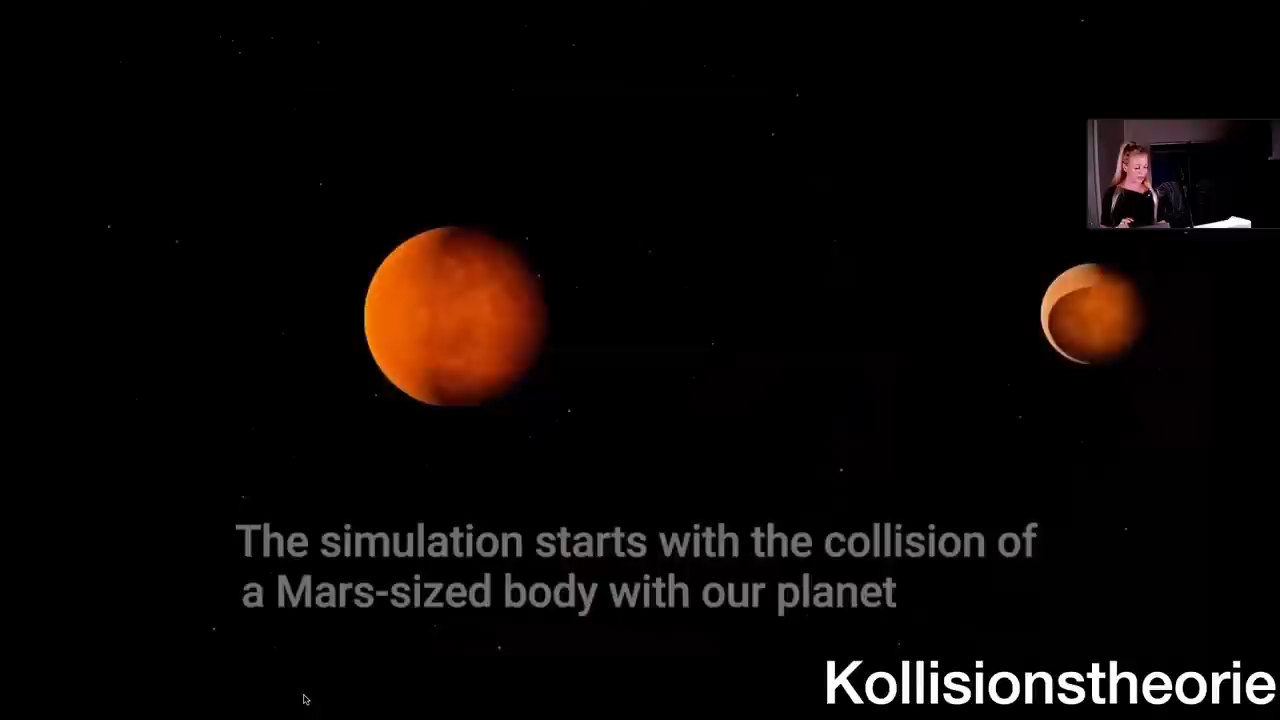 The simulation starts with the collision of
a Mars-sized body with our planet
Kollisionstheorie